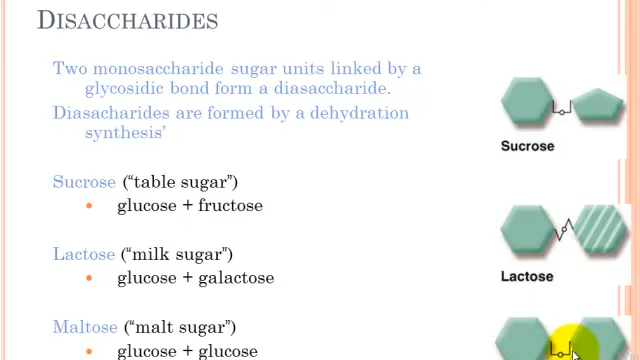 DISACCHARIDES
Two monosaccharide sugar units linked by a
glycosidic bond form a diasaccharide.
Diasacharides are formed by a dehydration
synthesis’
Sucrose
Sucrose (“table sugar”)
glucose + fructose
Lactose (“milk sugar”)
glucose + galactose
Lactose
Maltose (“malt sugar”)
glucose + glucose